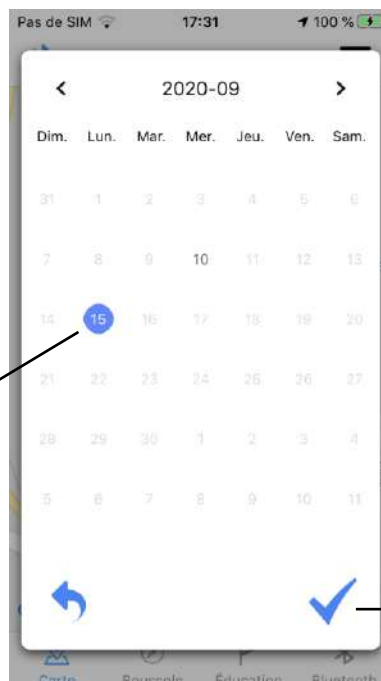 Pas de SIM 17:31 100 %
< 2020-09 >
Dim. Lun. Mar. Mer. Jeu. Ven. Sam.
31 1 2 3 4 5 6
7 8 9 10 11 12 13
14 15 16 17 18 19 20
21 22 23 24 25 26 27
28 29 30 1 2 3 4
5 6 7 8 9 10 11
Carte Boussole Éducation Bluetooth